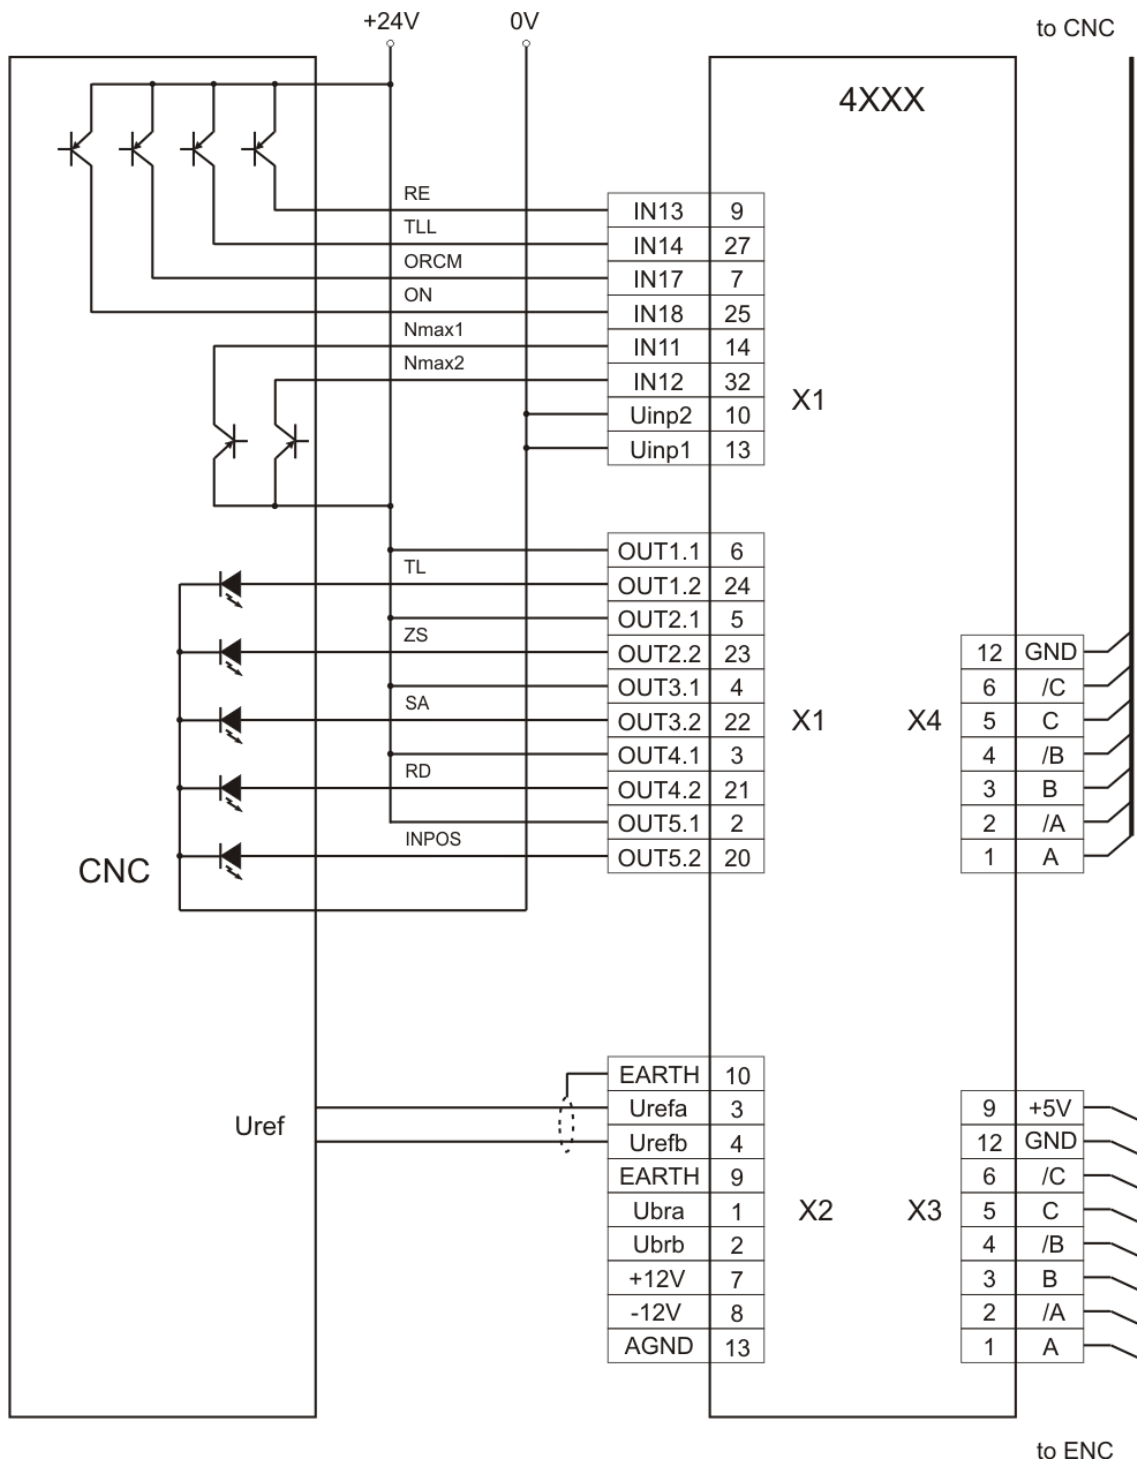 +24V 0V to CNC
4XXX
RE
IN13 9
TLL
IN14 27
ORCM
IN17 7
ON
IN18 25
Nmax1
IN11 14
Nmax2
IN12 32
X1
Uinp2 10
Uinp1 13
OUT1.1 6
TL
OUT1.2 24
OUT2.1 5
ZS
OUT2.2 23 12 GND
OUT3.1 4 6 /C
SA
OUT3.2 22 X1 X4 5 C
OUT4.1 3 4 /B
RD
OUT4.2 21 3 B
OUT5.1 2 2 /A
INPOS
OUT5.2 20 1 A
CNC
EARTH 10
Urefa 3 9 +5V
Uref
Urefb 4 12 GND
EARTH 9 6 /C
Ubra 1 X2 X3 5 C
Ubrb 2 4 /B
+12V 7 3 B
-12V 8 2 /A
AGND 13 1 A
to ENC